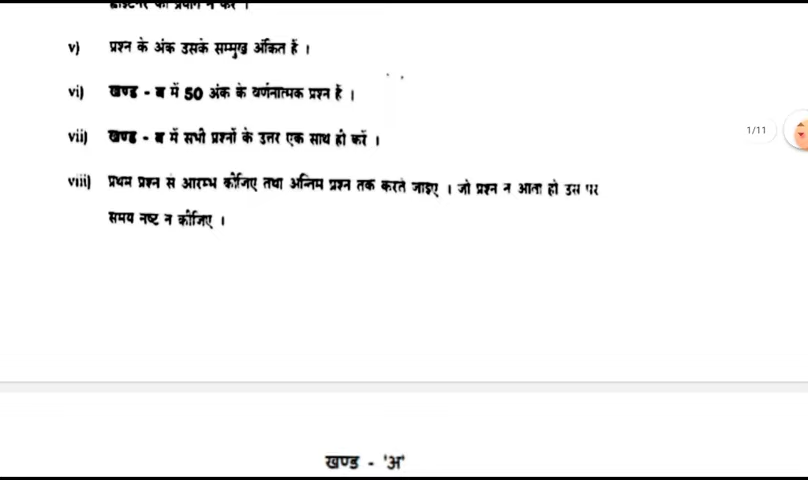 v) प्रश्न के अंक उसके सम्मुख अंकित हैं ।
vi) खण्ड - ब में 50 अंक के वर्णनात्मक प्रश्न हैं ।
vii) खण्ड - ब में सभी प्रश्नों के उत्तर एक साथ ही करें ।
1/11
viii) प्रथम प्रश्न से आरम्भ कीजिए तथा अन्तिम प्रश्न तक करते जाइए । जो प्रश्न न आता हो उस पर
समय नष्ट न कीजिए ।
खण्ड - 'अ'